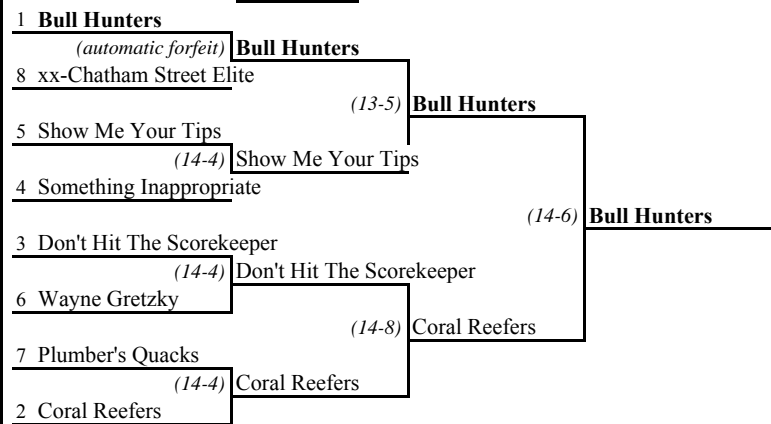 1 Bull Hunters
(automatic forfeit) Bull Hunters
8 xx-Chatham Street Elite
(13-5) Bull Hunters
5 Show Me Your Tips
(14-4) Show Me Your Tips
4 Something Inappropriate
(14-6) Bull Hunters
3 Don't Hit The Scorekeeper
(14-4) Don't Hit The Scorekeeper
6 Wayne Gretzky
(14-8) Coral Reefers
7 Plumber's Quacks
(14-4) Coral Reefers
2 Coral Reefers